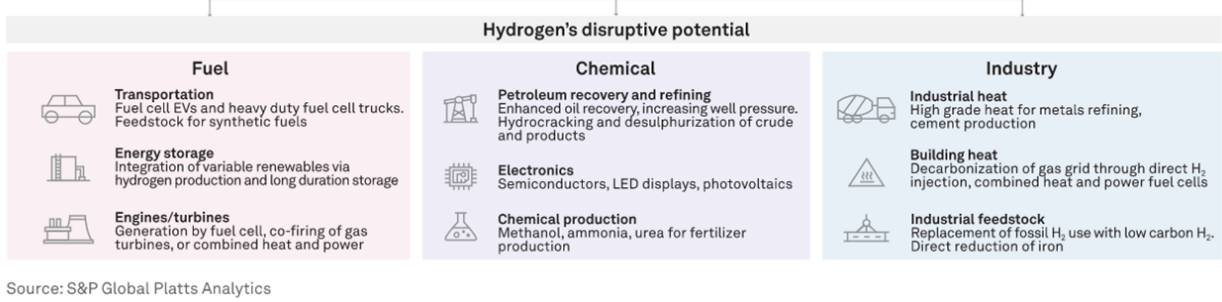 Hydrogen's disruptive potential
Fuel
Transportation
Fuel cell EVs and heavy duty fuel cell trucks.
Feedstock for synthetic fuels
Energy storage
Integration of variable renewables via
hydrogen production and long duration storage
Engines/turbines
Generation by fuel cell, co-firing of gas
turbines, or combined heat and power
Chemical
Petroleum recovery and refining
Enhanced oil recovery, increasing well pressure.
Hydrocracking and desulphurization of crude
and products
Electronics
Semiconductors, LED displays, photovoltaics
Chemical production
Methanol, ammonia, urea for fertilizer
production
Industry
Industrial heat
High grade heat for metals refining,
cement production
Building heat
Decarbonization of gas grid through direct H₂
injection, combined heat and power fuel cells
Industrial feedstock
Replacement of fossil H₂ use with low carbon H₂.
Direct reduction of iron
Source: S&P Global Platts Analytics